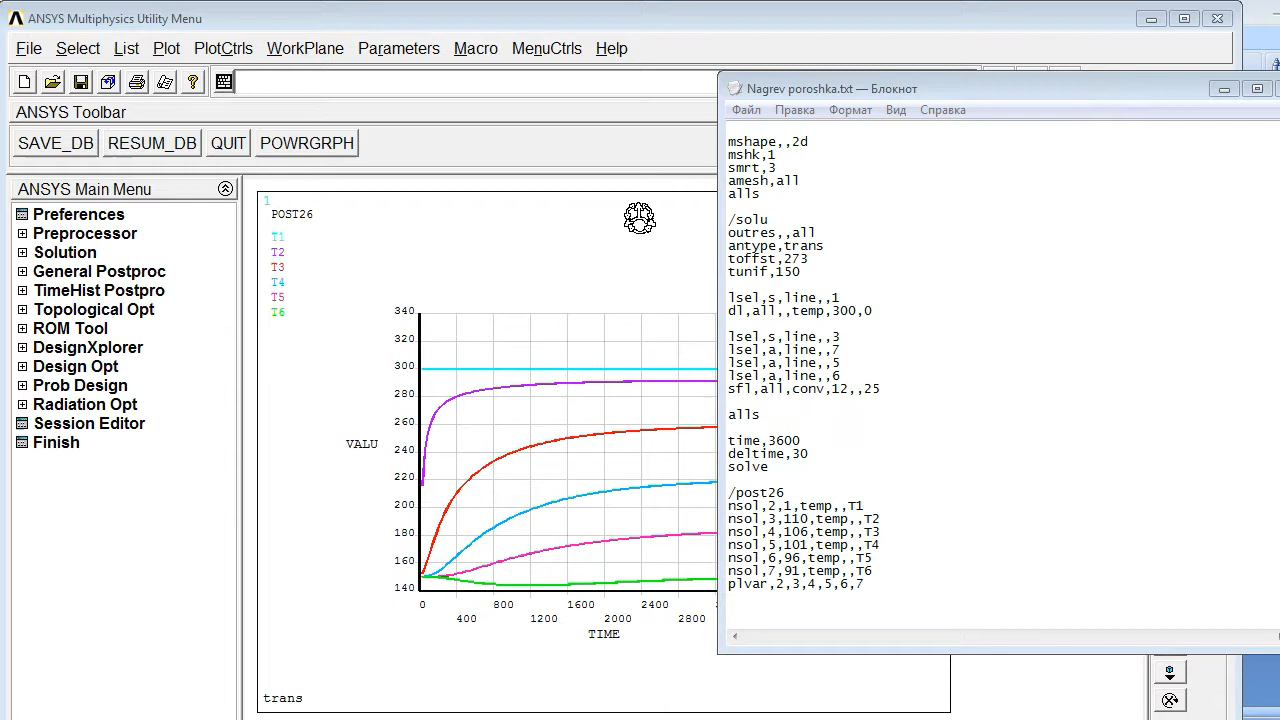 ANSYS Multiphysics Utility Menu
File Select List Plot PlotCtrls WorkPlane Parameters Macro MenuCtrls Help
ANSYS Toolbar
SAVE_DB RESUM_DB QUIT POWRGRPH
ANSYS Main Menu
Preferences
Preprocessor
Solution
General Postproc
TimeHist Postpro
Topological Opt
ROM Tool
DesignXplorer
Design Opt
Prob Design
Radiation Opt
Session Editor
Finish
1
POST26
T1
T2
T3
T4
T5
T6
340
320
300
280
260
240
220
200
180
160
140
VALU
0 800 1600 2400
400 1200 2000 2800
TIME
trans
Nagrev poroshka.txt — Блокнот
Файл Правка Формат Вид Справка
mshape,,2d
mshk,1
smrt,3
amesh,all
alls
/solu
outres,,all
antype,trans
toffst,273
tunif,150
lsel,s,line,,1
dl,all,,temp,300,0
lsel,s,line,,3
lsel,a,line,,7
lsel,a,line,,5
lsel,a,line,,6
sfl,all,conv,12,,25
alls
time,3600
deltime,30
solve
/post26
nsol,2,1,temp,,T1
nsol,3,110,temp,,T2
nsol,4,106,temp,,T3
nsol,5,101,temp,,T4
nsol,6,96,temp,,T5
nsol,7,91,temp,,T6
plvar,2,3,4,5,6,7